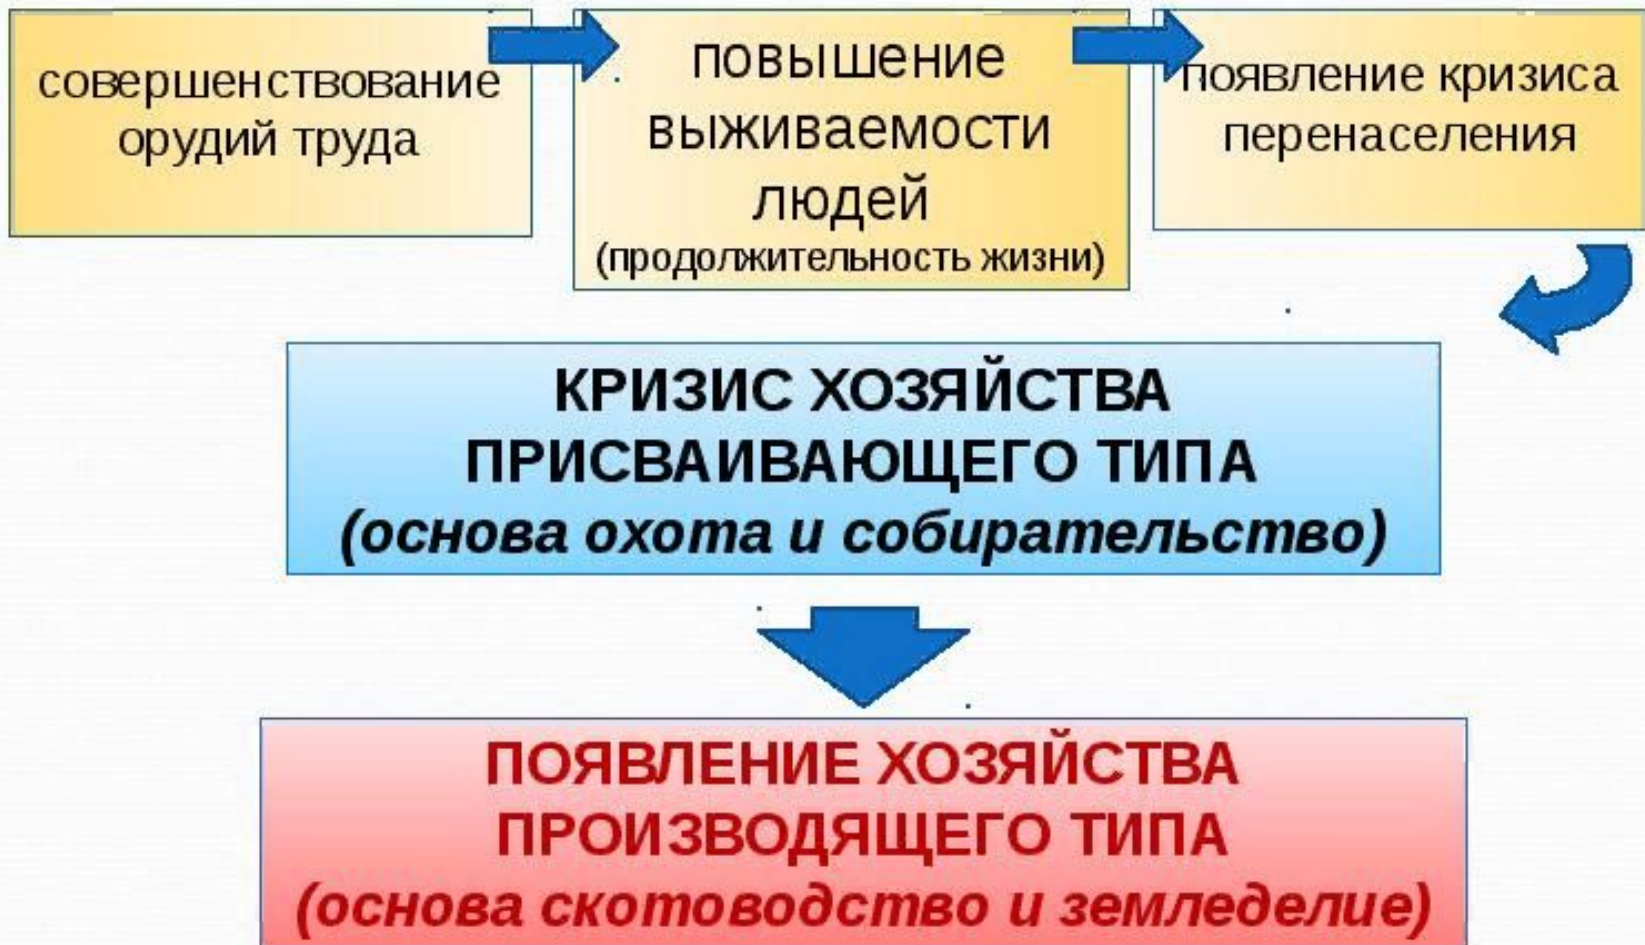 совершенствование
орудий труда
повышение
выживаемости
людей
(продолжительность жизни)
появление кризиса
перенаселения
КРИЗИС ХОЗЯЙСТВА
ПРИСВАИВАЮЩЕГО ТИПА
(основа охота и собирательство)
ПОЯВЛЕНИЕ ХОЗЯЙСТВА
ПРОИЗВОДЯЩЕГО ТИПА
(основа скотоводство и земледелие)